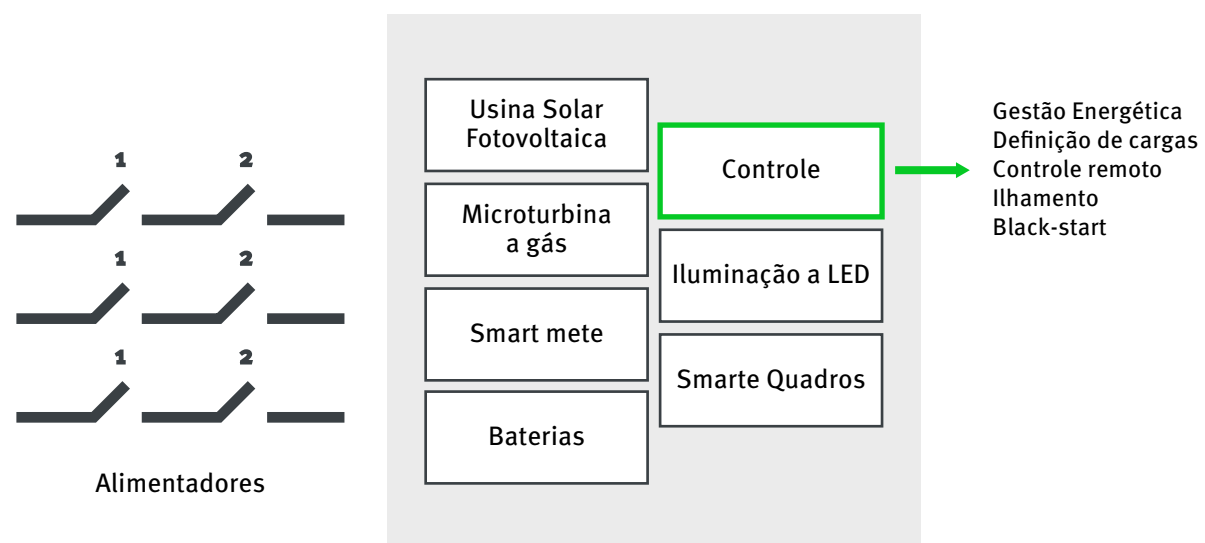 1 2
1 2
1 2
Alimentadores
Usina Solar
Fotovoltaica
Microturbina
a gás
Smart mete
Baterias
Controle
Iluminação a LED
Smarte Quadros
Gestão Energética
Definição de cargas
Controle remoto
Ilhamento
Black-start